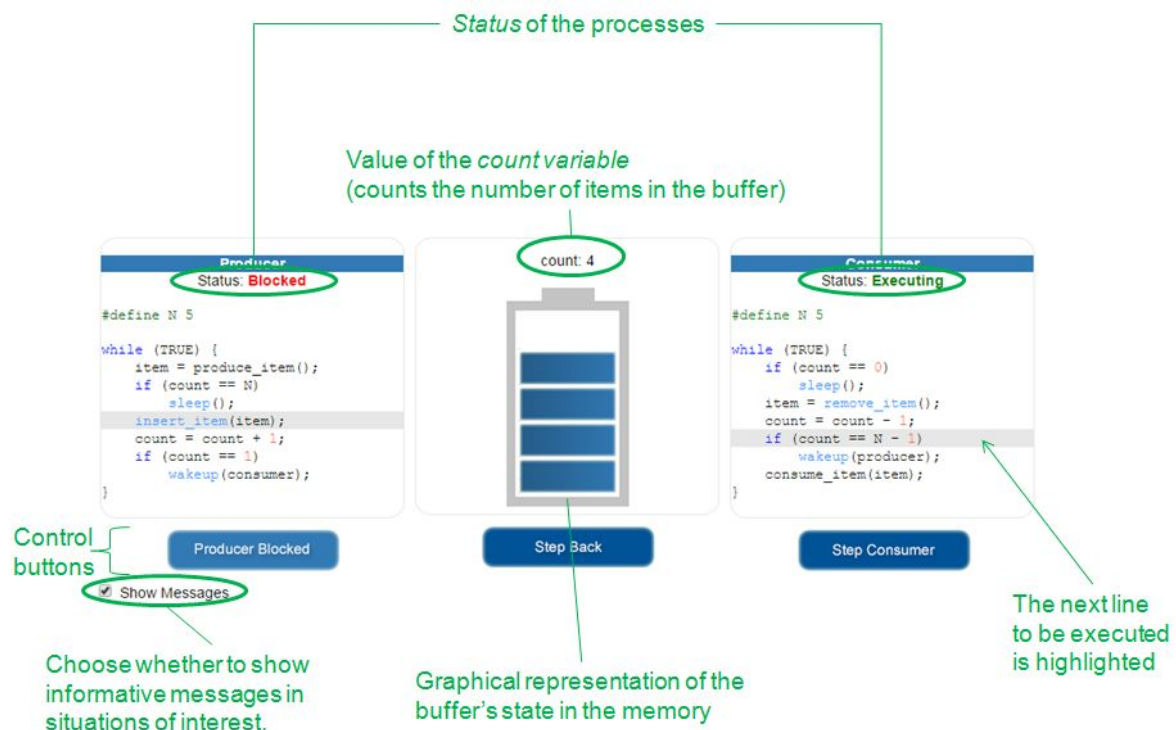 Status of the processes
Value of the count variable
(counts the number of items in the buffer)
Producer
Status: Blocked
#define N 5
while (TRUE) {
    item = produce_item();
    if (count == N)
        sleep();
    insert_item(item);
    count = count + 1;
    if (count == 1)
        wakeup(consumer);
}
count: 4
Consumer
Status: Executing
#define N 5
while (TRUE) {
    if (count == 0)
        sleep();
    item = remove_item();
    count = count - 1;
    if (count == N - 1)
        wakeup(producer);
    consume_item(item);
}
Control
buttons
Producer Blocked
Step Back
Step Consumer
Show Messages
Choose whether to show
informative messages in
situations of interest.
Graphical representation of the
buffer's state in the memory
The next line
to be executed
is highlighted